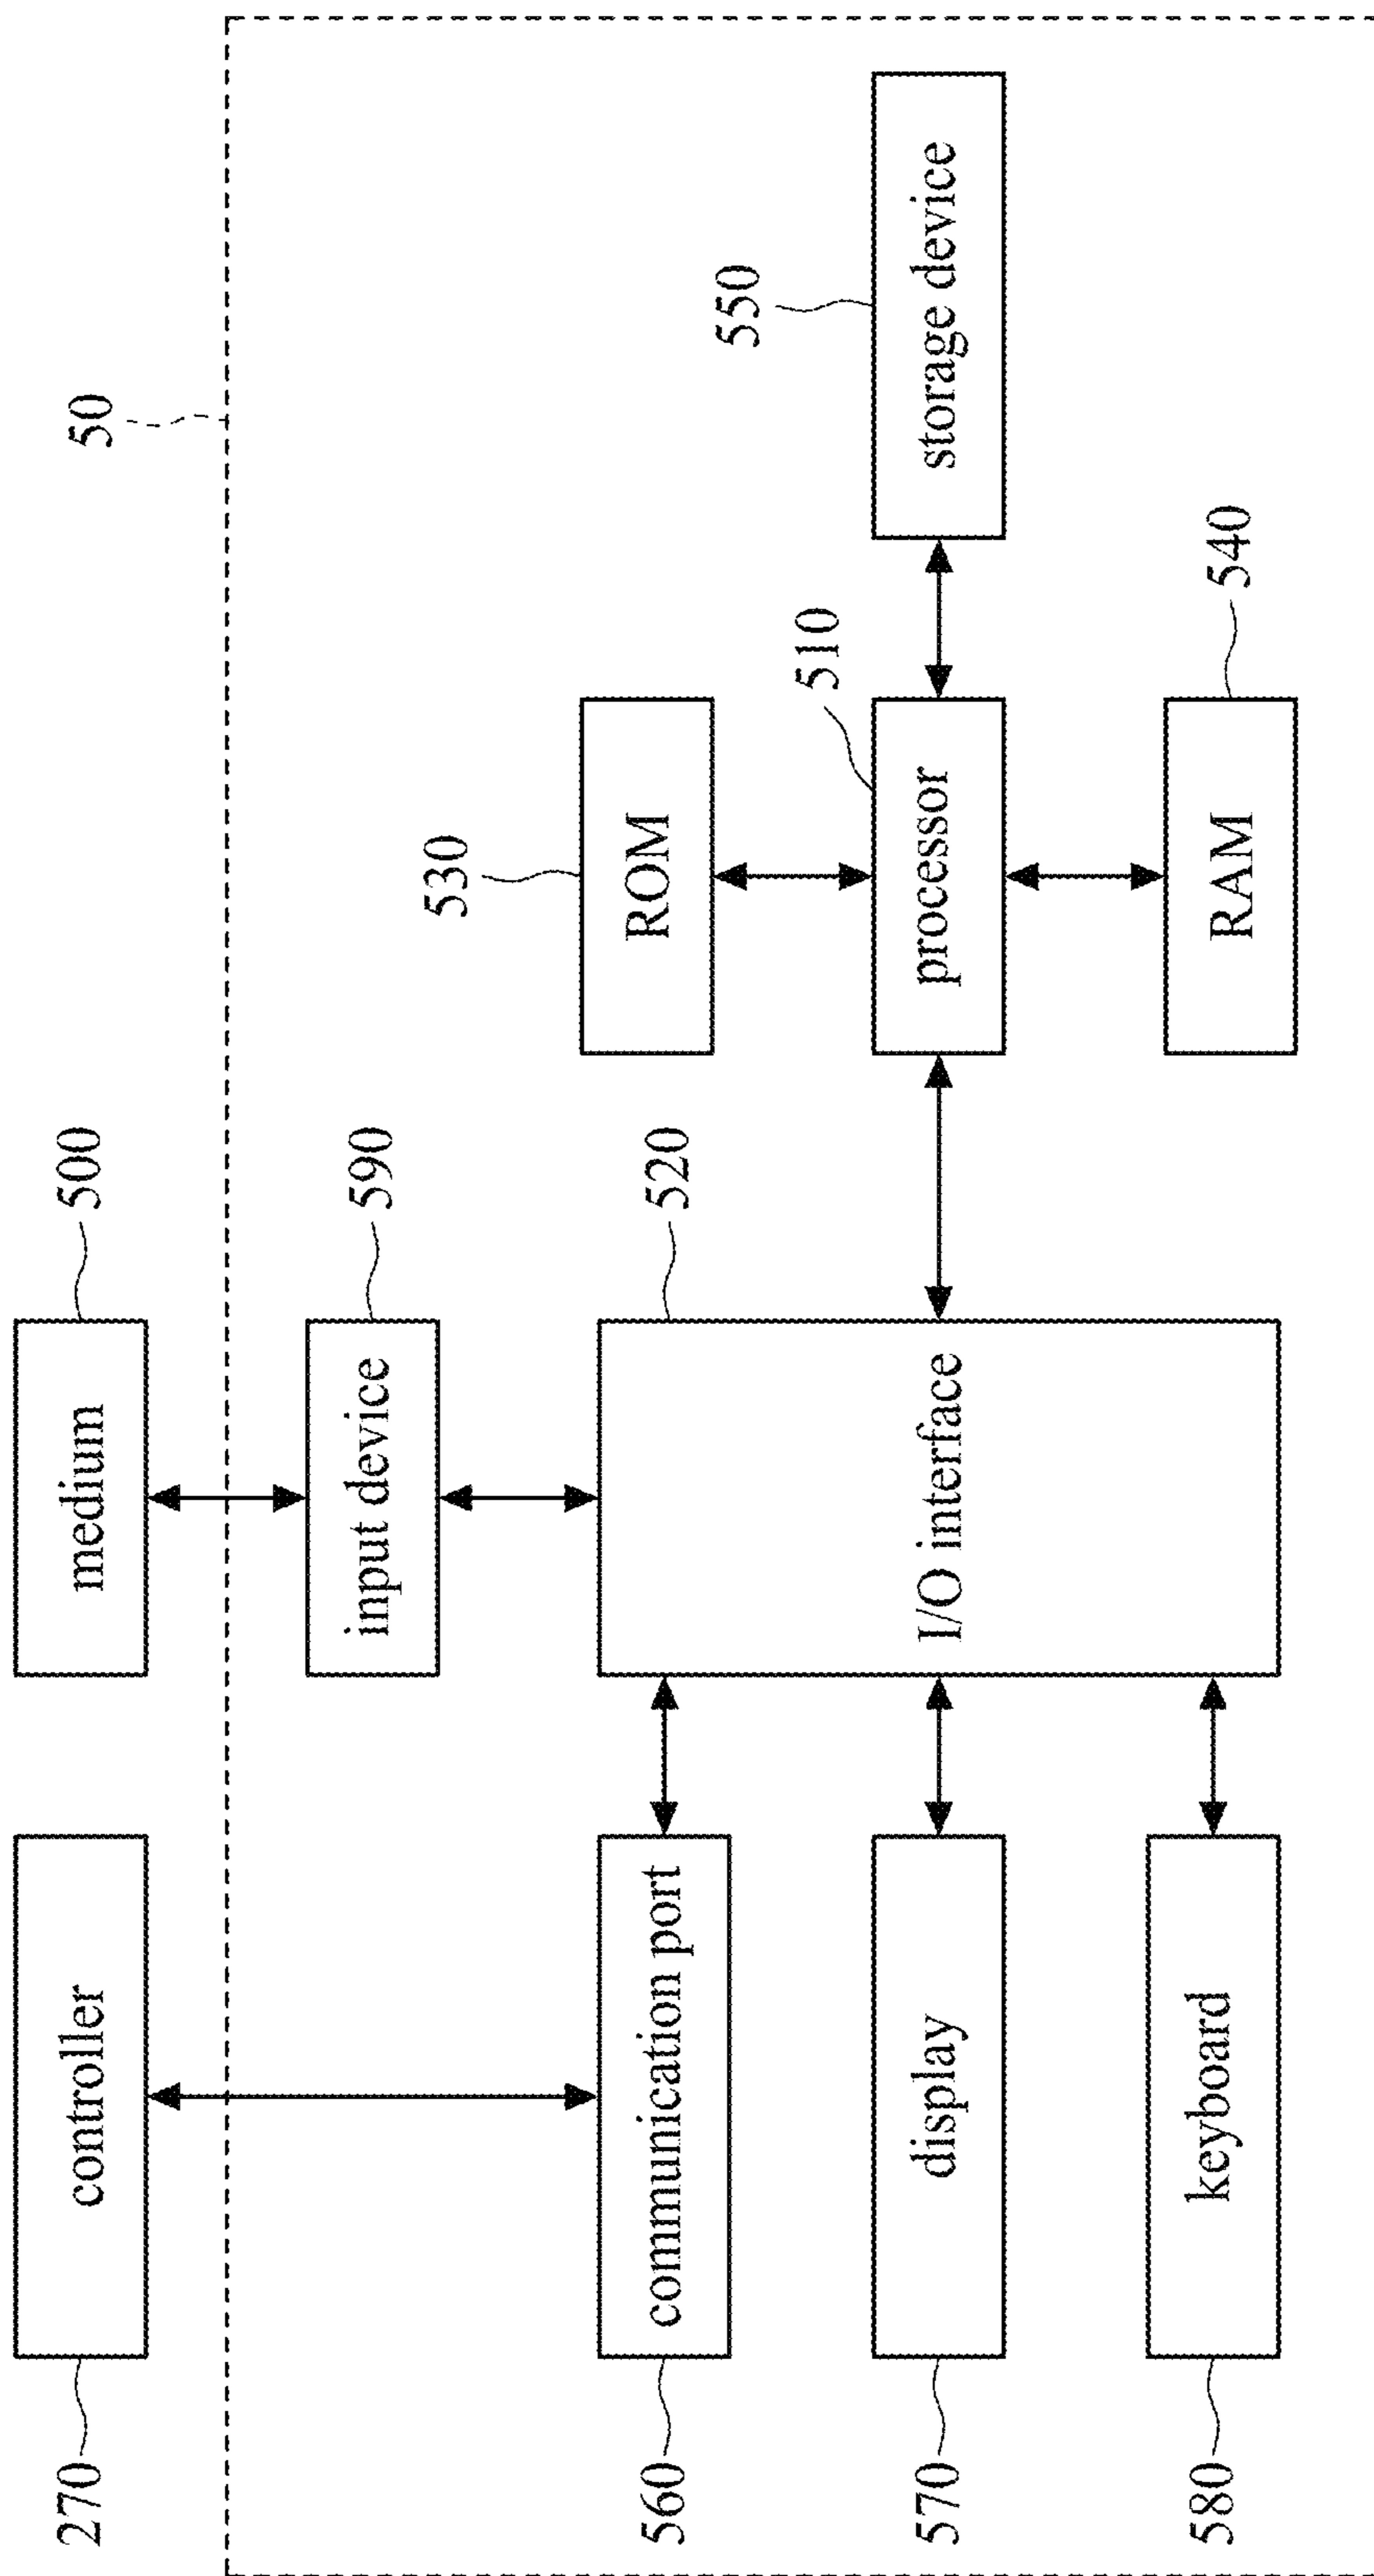 50
270
controller
medium
500
input device
590
530
ROM
550
560
communication port
I/O interface
520
570
display
processor
510
storage device
580
keyboard
RAM
540